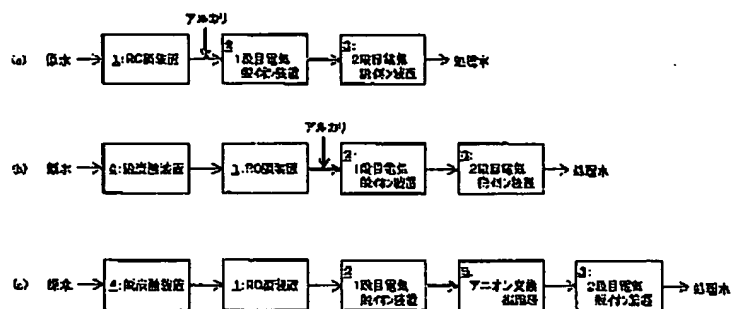 アルカリ
(a) 原水 1:RO膜装置 2: 1段目電気脱イオン装置 3: 2段目電気脱イオン装置 処理水
アルカリ
(b) 原水 4:脱炭酸装置 1:RO膜装置 2: 1段目電気脱イオン装置 3: 2段目電気脱イオン装置 処理水
(c) 原水 4:脱炭酸装置 1:RO膜装置 2: 1段目電気脱イオン装置 5: アニオン交換 3: 2段目電気脱イオン装置 処理水